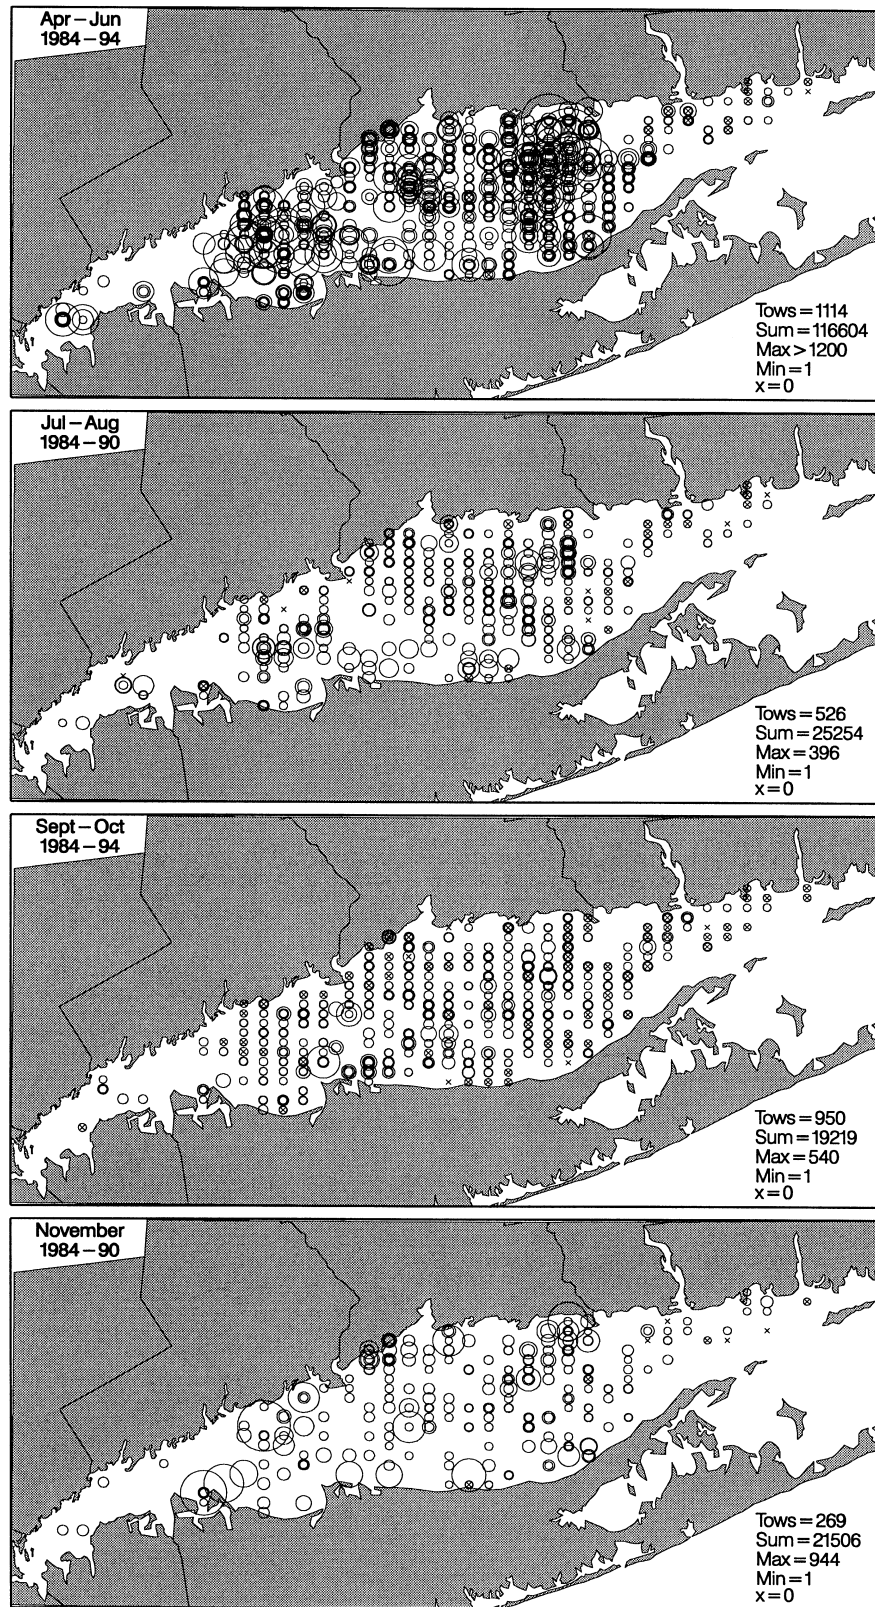 Apr–Jun
1984–94
Tows=1114
Sum=116604
Max>1200
Min=1
x=0
Jul–Aug
1984–90
Tows=526
Sum=25254
Max=396
Min=1
x=0
Sept–Oct
1984–94
Tows=950
Sum=19219
Max=540
Min=1
x=0
November
1984–90
Tows=269
Sum=21506
Max=944
Min=1
x=0